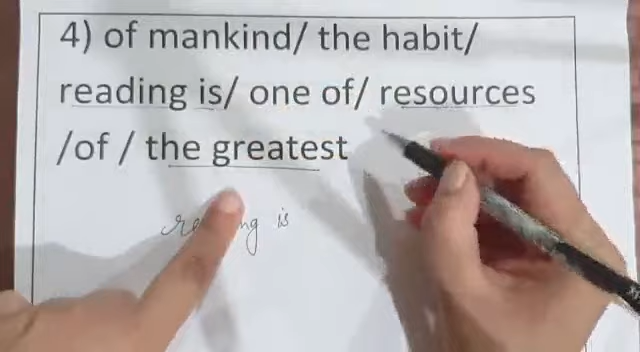 4) of mankind/ the habit/
reading is/ one of/ resources
/of / the greatest
is